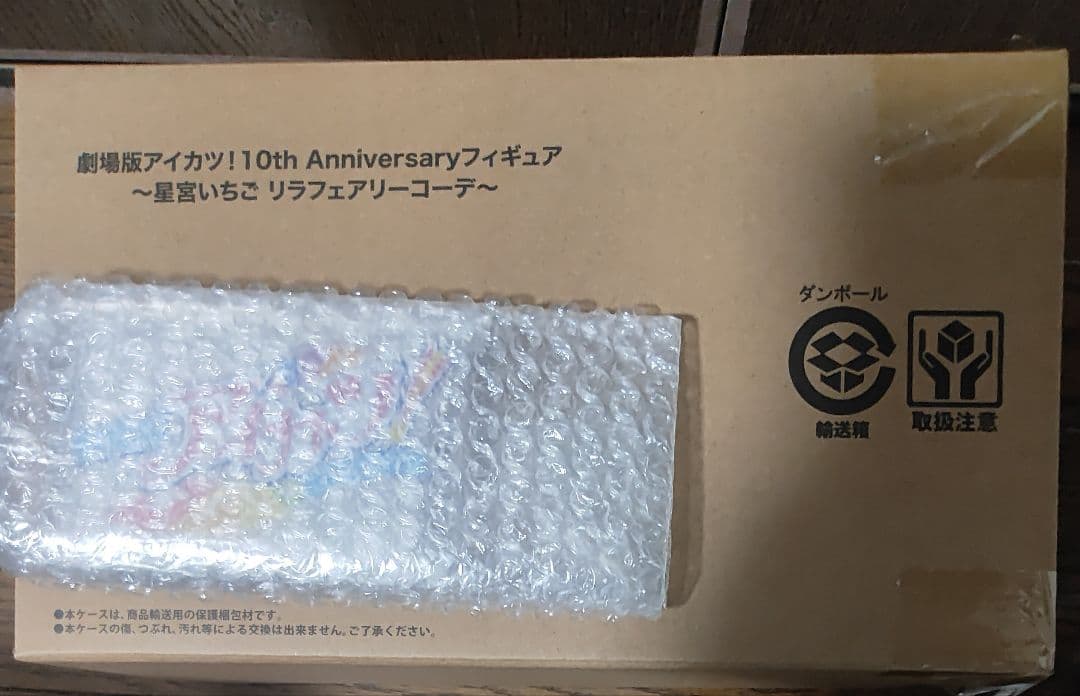 劇場版アイカツ!10th Anniversaryフィギュア
～星宮いちご リラフェアリーコーデ～
ダンボール
輸送箱
取扱注意
●本ケースは、商品輸送用の保護梱包材です。
●本ケースの傷、つぶれ、汚れ等による交換は出来ません。ご了承ください。